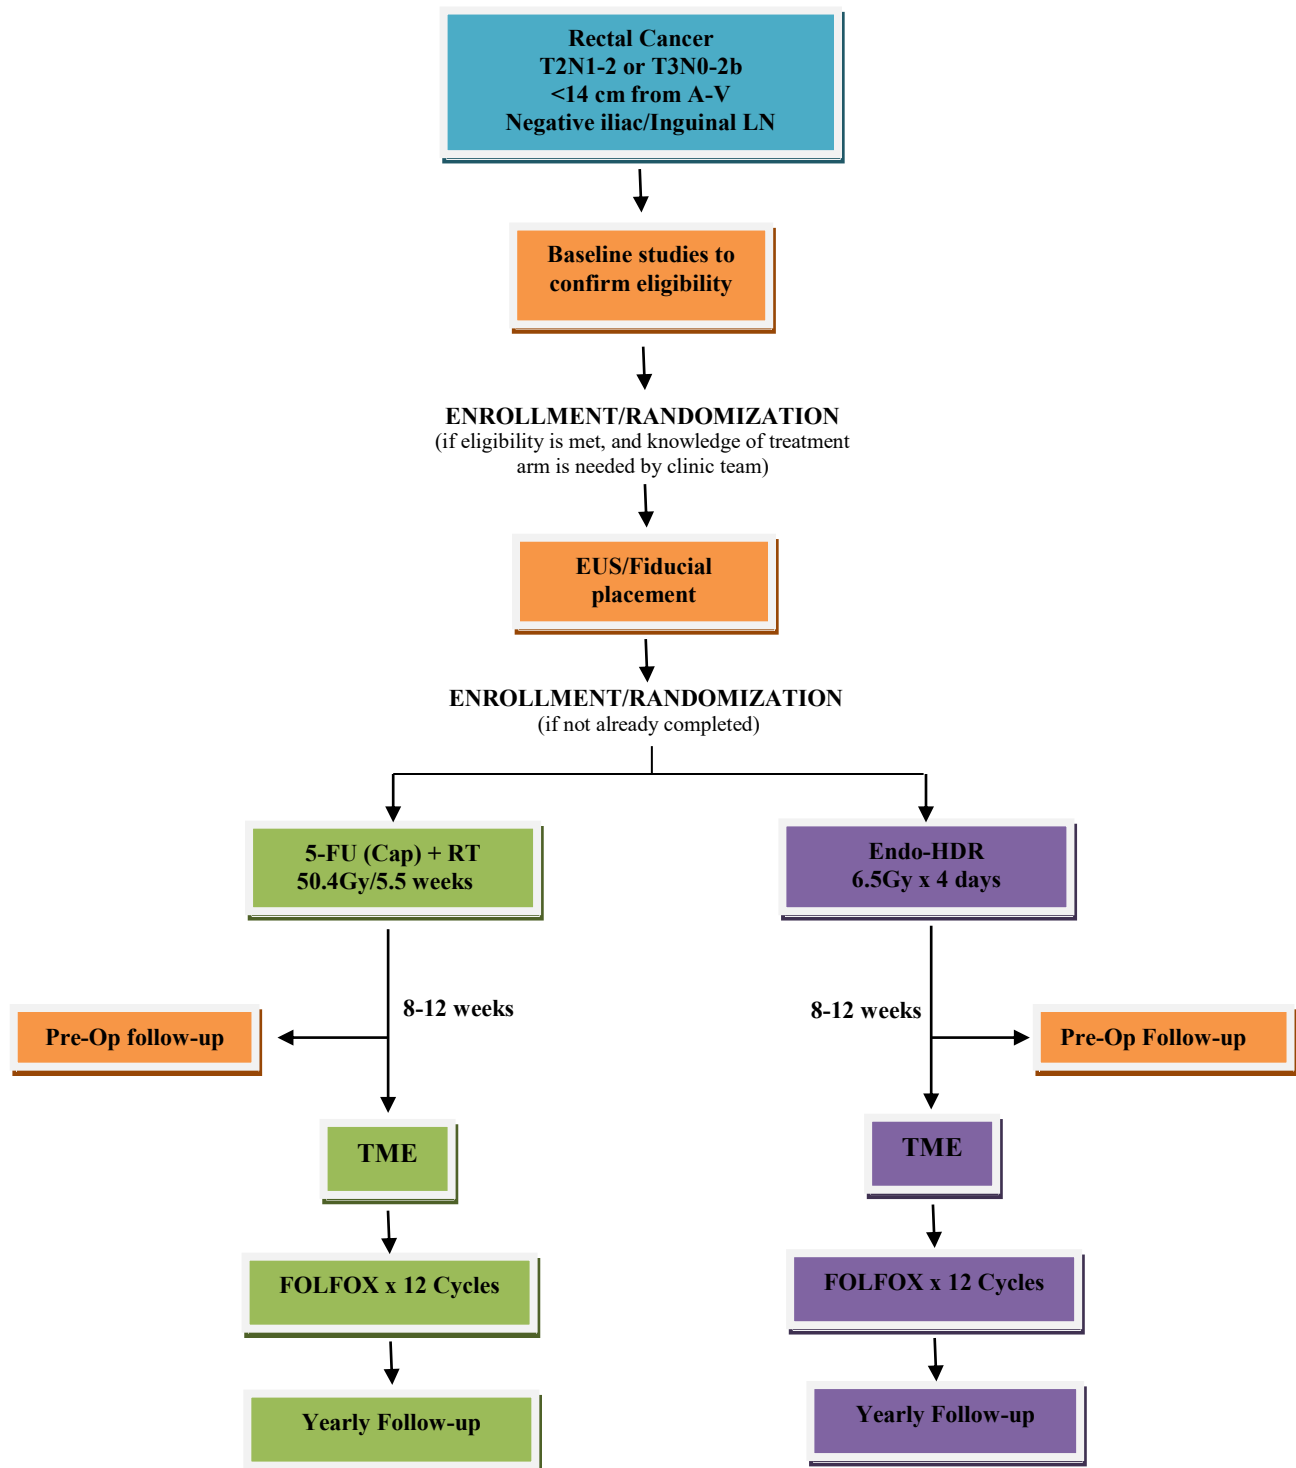 Rectal Cancer
T2N1-2 or T3N0-2b
<14 cm from A-V
Negative iliac/Inguinal LN
Baseline studies to
confirm eligibility
ENROLLMENT/RANDOMIZATION
(if eligibility is met, and knowledge of treatment
arm is needed by clinic team)
EUS/Fiducial
placement
ENROLLMENT/RANDOMIZATION
(if not already completed)
5-FU (Cap) + RT
50.4Gy/5.5 weeks
Endo-HDR
6.5Gy x 4 days
8-12 weeks
8-12 weeks
Pre-Op follow-up
Pre-Op Follow-up
TME
TME
FOLFOX x 12 Cycles
FOLFOX x 12 Cycles
Yearly Follow-up
Yearly Follow-up